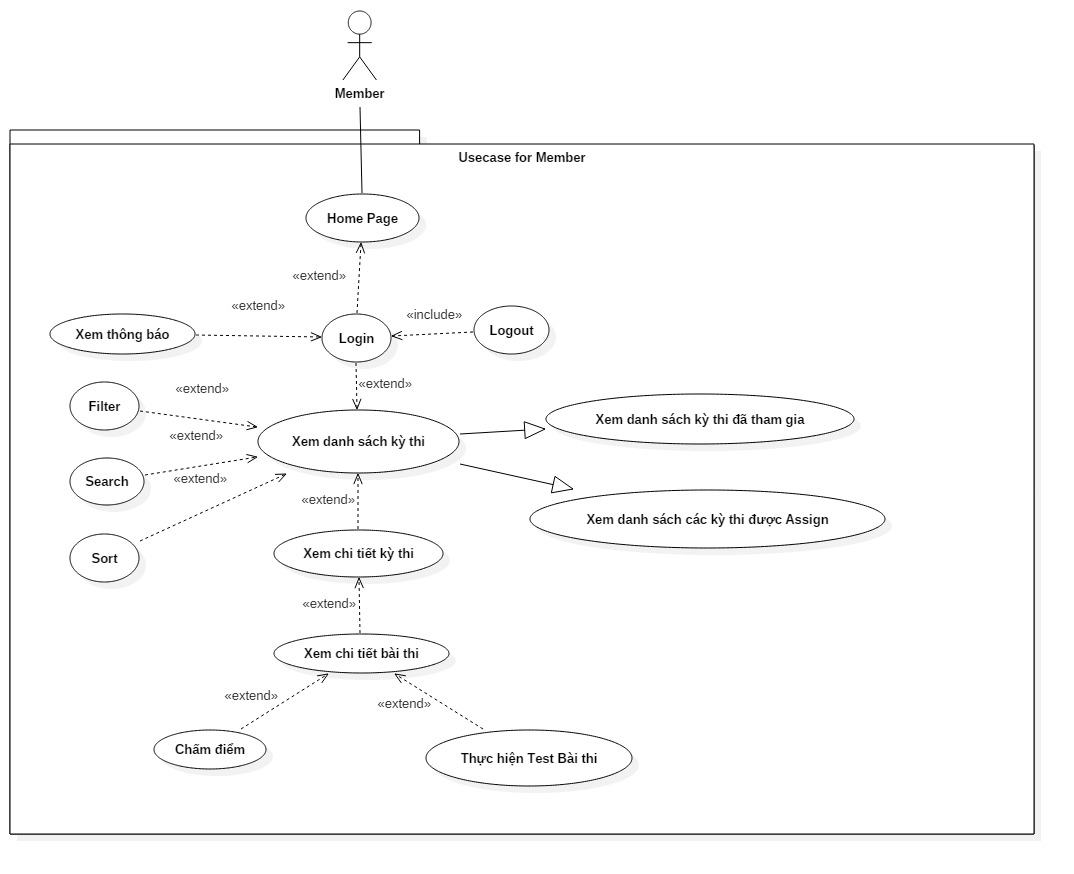 Member
Usecase for Member
Home Page
«extend»
«extend»
«include»
Xem thông báo
Login
Logout
«extend»
«extend»
Filter
Xem danh sách kỳ thi đã tham gia
«extend»
Xem danh sách kỳ thi
«extend»
Search
«extend»
Xem danh sách các kỳ thi được Assign
Sort
Xem chi tiết kỳ thi
«extend»
Xem chi tiết bài thi
«extend»
«extend»
Chấm điểm
Thực hiện Test Bài thi